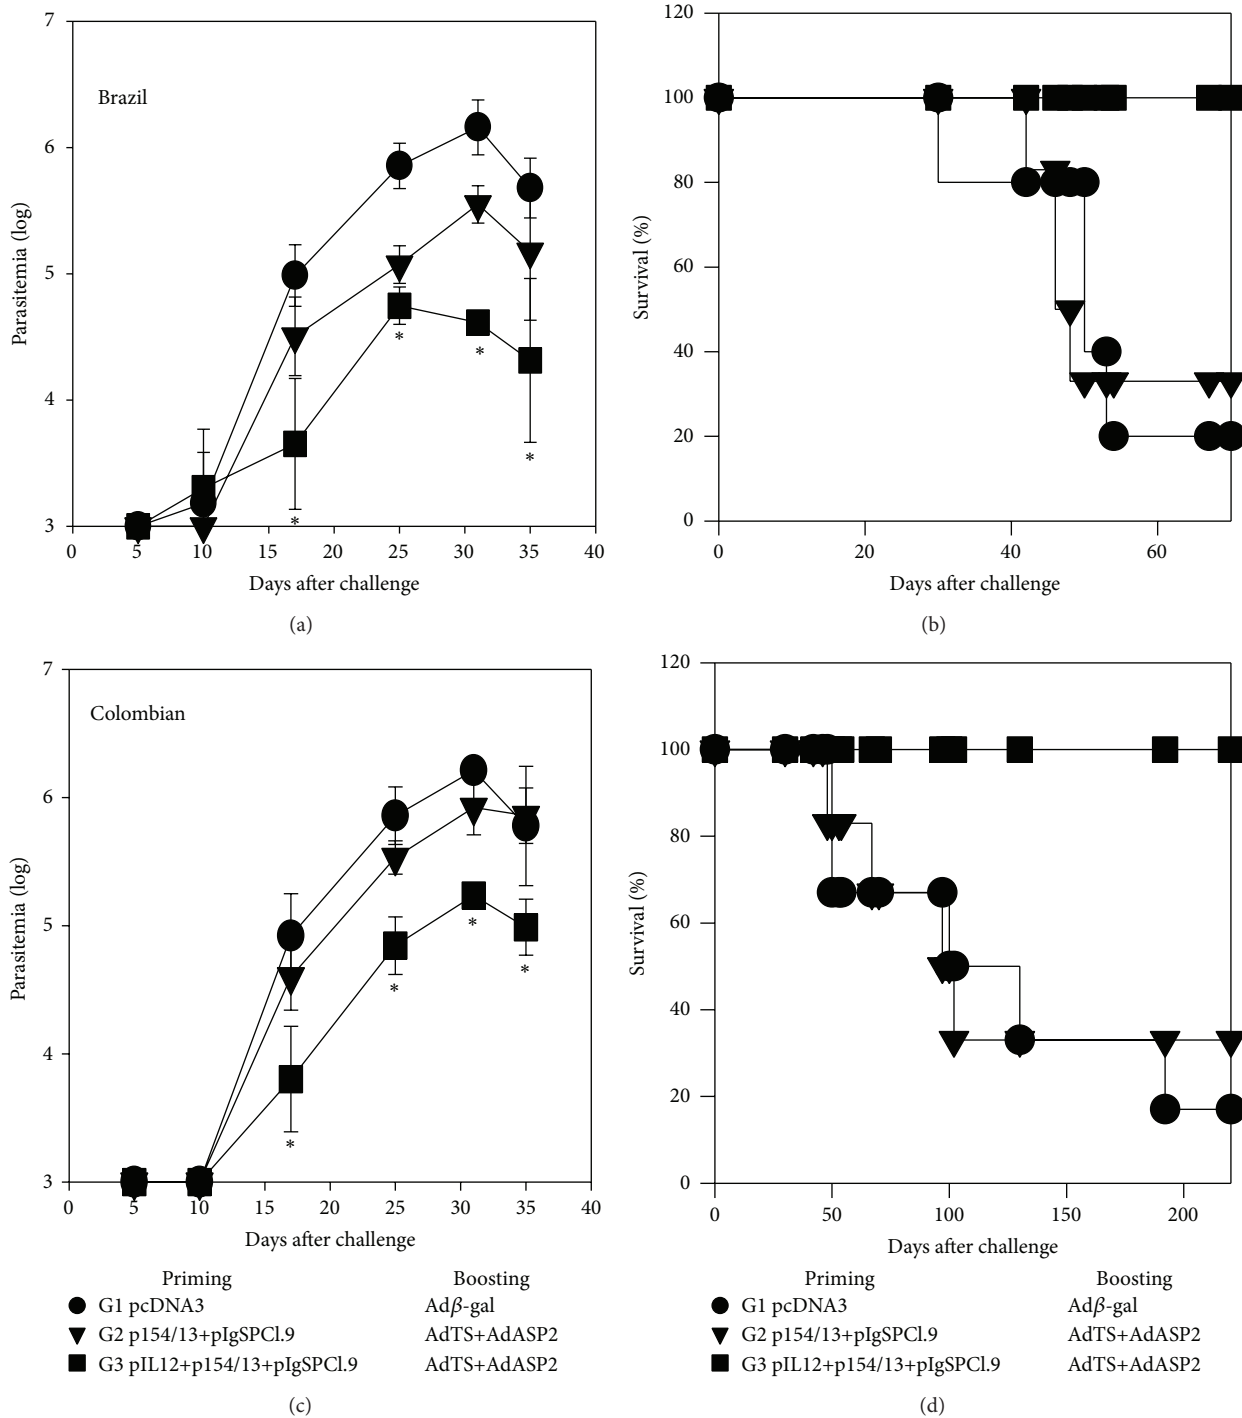 7
6
5
4
3
Parasitemia (log)
Brazil
*
*
*
*
0 5 10 15 20 25 30 35 40
Days after challenge
(a)
120
100
80
60
40
20
0
Survival (%)
0 20 40 60
Days after challenge
(b)
7
6
5
4
3
Parasitemia (log)
Colombian
*
*
*
*
0 5 10 15 20 25 30 35 40
Days after challenge
Priming Boosting
G1 pcDNA3 Adβ-gal
G2 p154/13+pIgSPCl.9 AdTS+AdASP2
G3 pIL12+p154/13+pIgSPCl.9 AdTS+AdASP2
(c)
120
100
80
60
40
20
0
Survival (%)
0 50 100 150 200
Days after challenge
Priming Boosting
G1 pcDNA3 Adβ-gal
G2 p154/13+pIgSPCl.9 AdTS+AdASP2
G3 pIL12+p154/13+pIgSPCl.9 AdTS+AdASP2
(d)